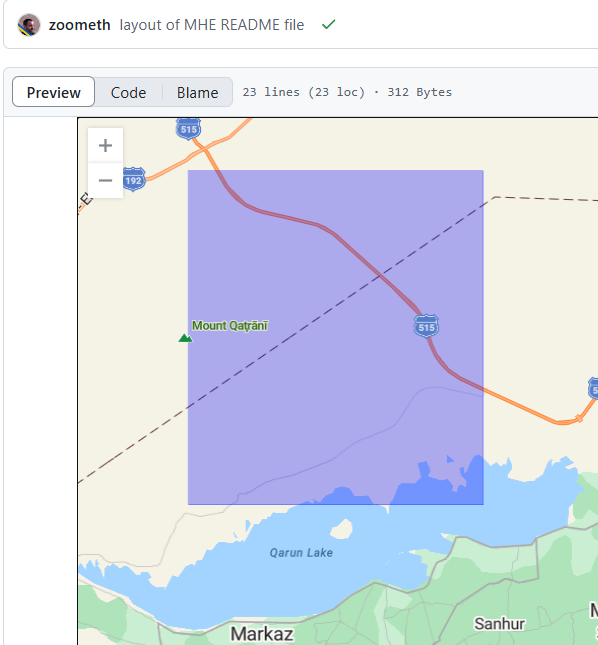 zoometh layout of MHE README file
Preview Code Blame 23 lines (23 loc) · 312 Bytes
515
192
Mount Qaţrānī
515
Qarun Lake
Markaz
Sanhur